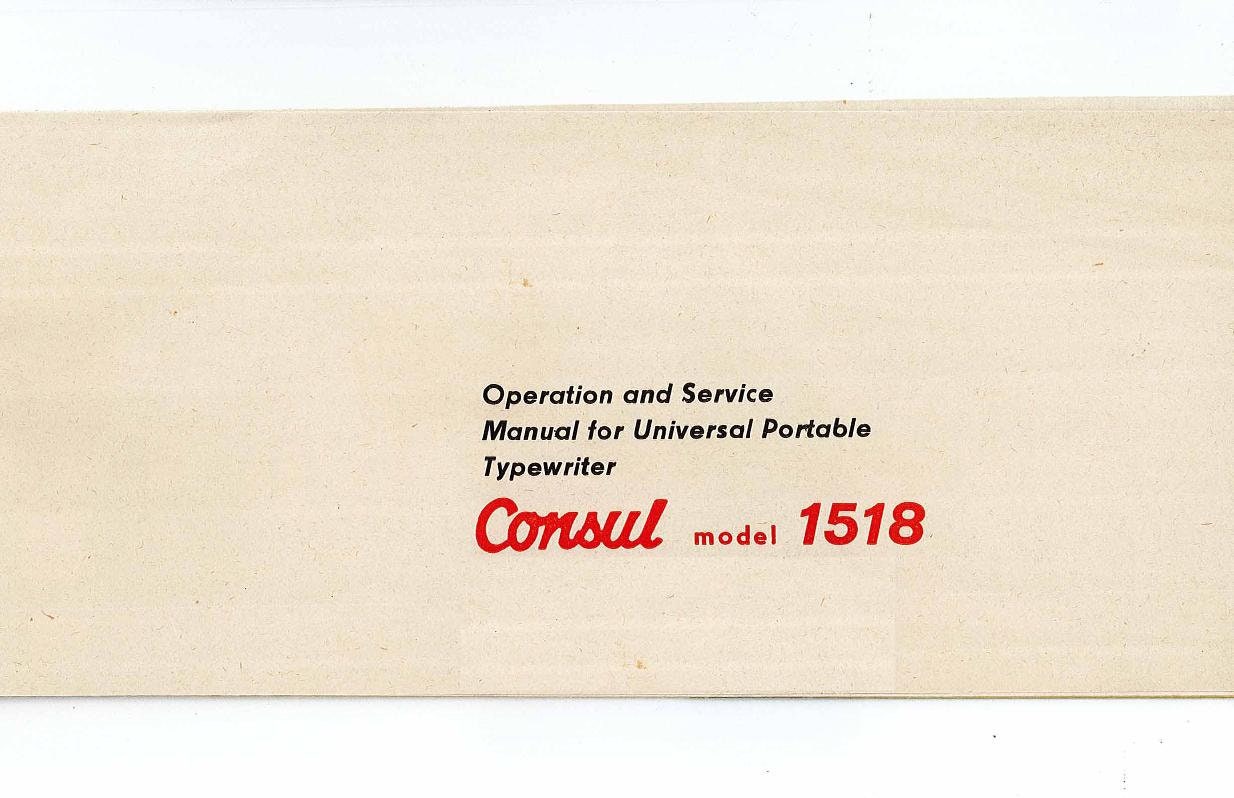 Operation and Service
Manual for Universal Portable
Typewriter
Consul model 1518